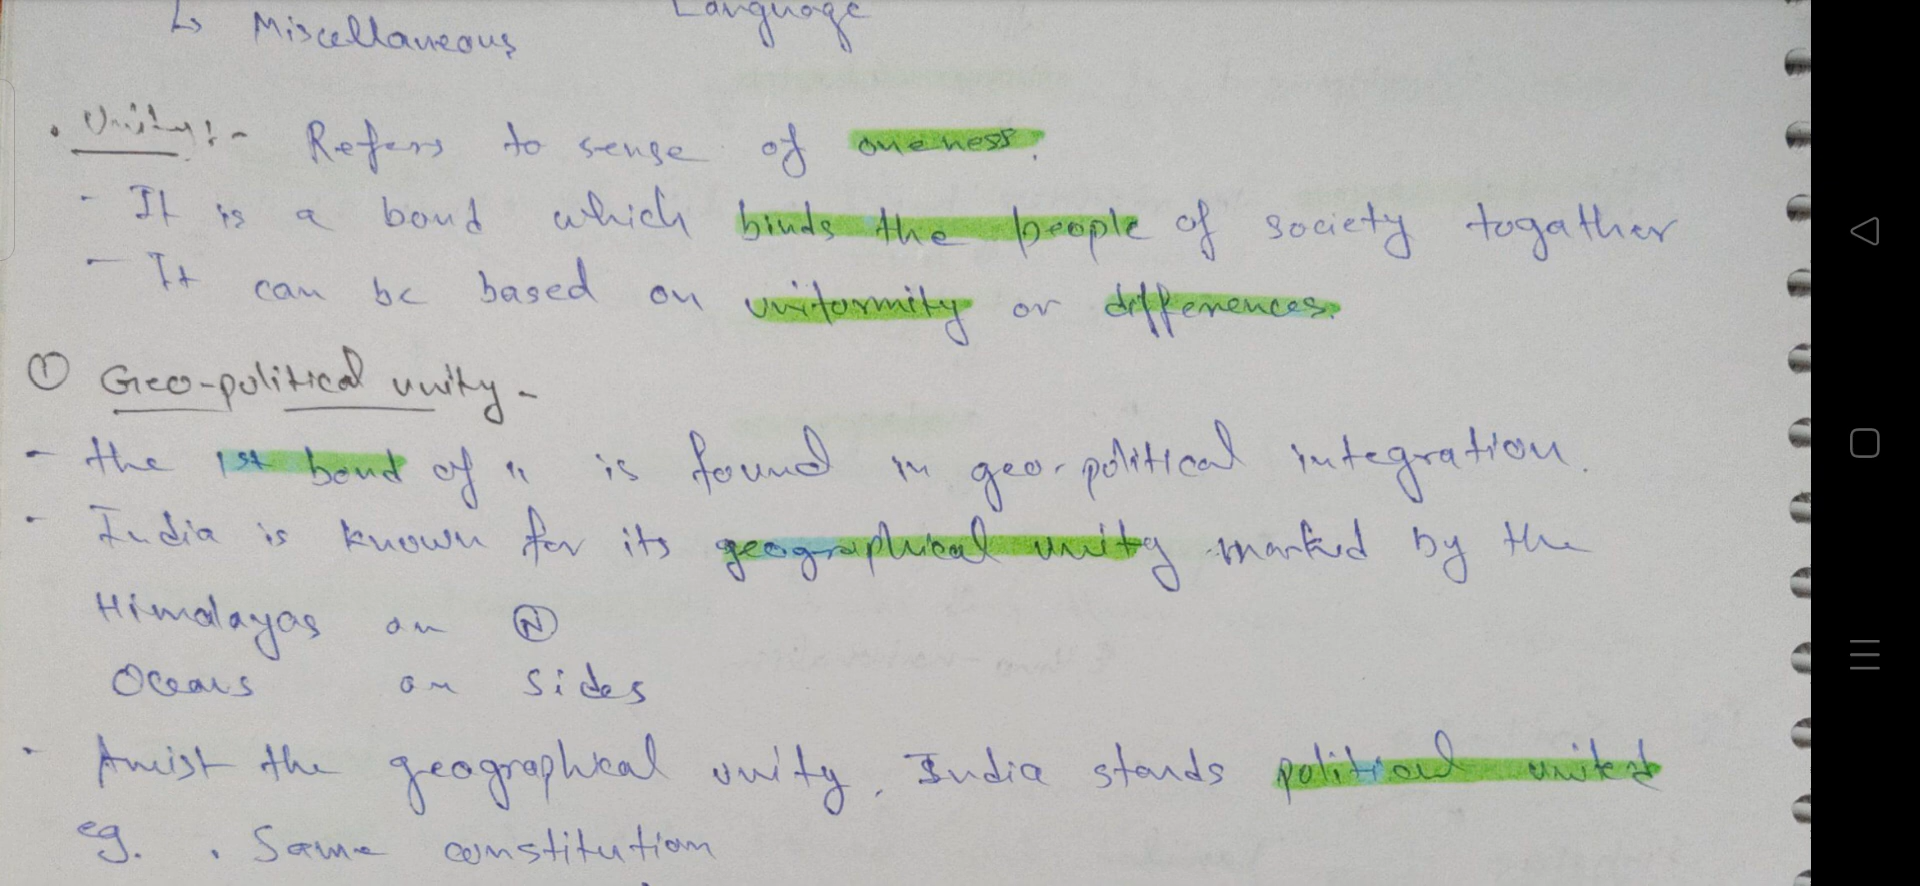 ↳ Miscellaneous
Language
. Unity:- Refers to sense of oneness.
- It is a bond which binds the people of society togather
- It can be based on uniformity or differences.
① Geo-political unity -
- the 1st bond of " is found in geo-political integration.
- India is known for its geographical unity marked by the
Himalayas on Ⓝ
Oceans on sides
- Amist the geographical unity, India stands political united
eg. . Same constitution